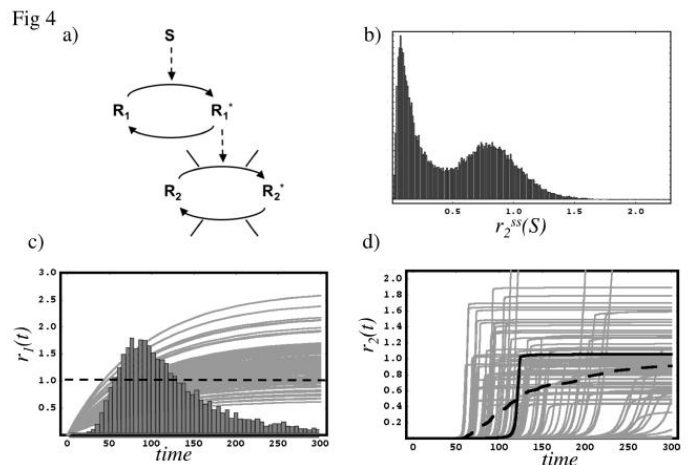 Fig 4
a)
S
R₁ R₁*
R₂ R₂*
b)
0.5 1.0 1.5 2.0
r₂ˢˢ(S)
c)
3.0
2.5
2.0
1.5
1.0
0.5
r₁(t)
0 50 100 150 200 250 300
time
d)
2.0
1.8
1.6
1.4
1.2
1.0
0.8
0.6
0.4
0.2
r₂(t)
0 50 100 150 200 250 300
time